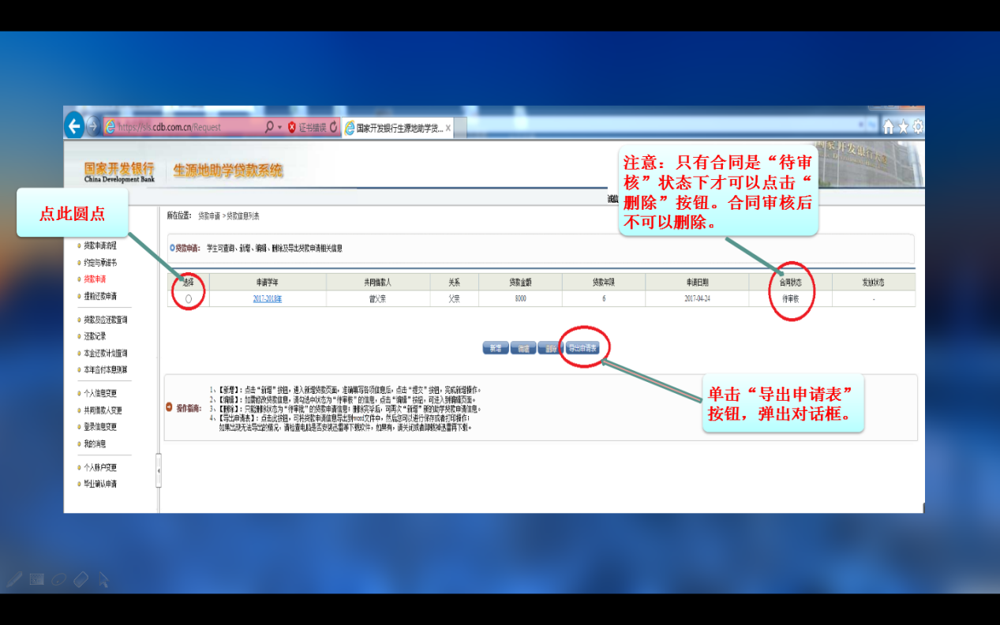 https://sls.cdb.com.cn/Request
证书错误
国家开发银行生源地助学贷... ×
国家开发银行
China Development Bank
生源地助学贷款系统
注意：只有合同是“待审
核”状态下才可以点击“
删除”按钮。合同审核后
不可以删除。
点此圆点
所在位置： 贷款申请 > 贷款信息列表
贷款申请流程
约定与承诺书
贷款申请
提前还款申请
贷款及应还款查询
还款记录
本金还款计划查询
本年应付本息测算
个人信息变更
共同借款人变更
登录信息变更
我的消息
个人账户变更
毕业确认申请
贷款申请： 学生可查询、新增、编辑、删除及导出贷款申请相关信息
选择 申请学年 共同借款人 关系 贷款金额 贷款年限 申请日期 合同状态 发放状态
2017-2018年 曾父亲 父亲 8000 6 2017-04-24 待审核 -
新增 编辑 删除 导出申请表
单击“导出申请表”
按钮，弹出对话框。
操作指南：
1、【新增】：点击“新增”按钮，进入新增贷款页面，准确填写各项信息后，点击“提交”按钮，完成新增操作。
2、【编辑】：如需修改贷款信息，请勾选中状态为“待审核”的信息，点击“编辑”按钮，可进入到编辑页面。
3、【删除】：只能删除状态为“待审批”的贷款申请信息；删除完毕后，可再次“新增”新的助学贷款申请信息。
4、【导出申请表】：点击此按钮，可将贷款申请信息导出到word文件中，然后您可以进行保存或者打印操作；
如果出现无法导出的情况，请检查电脑是否安装迅雷等下载软件，如果有，请关闭或者卸载掉迅雷再下载。